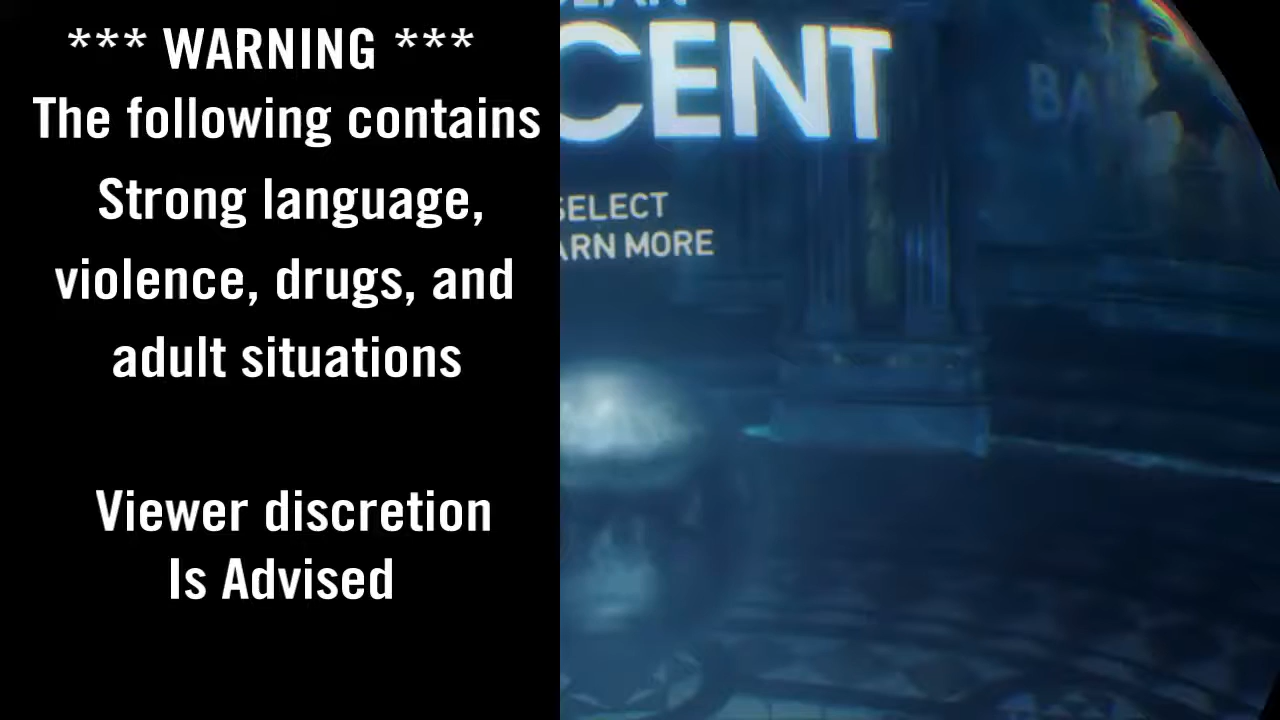 *** WARNING ***
The following contains
Strong language,
violence, drugs, and
adult situations
Viewer discretion
Is Advised
CENT
SELECT
ARN MORE
BA